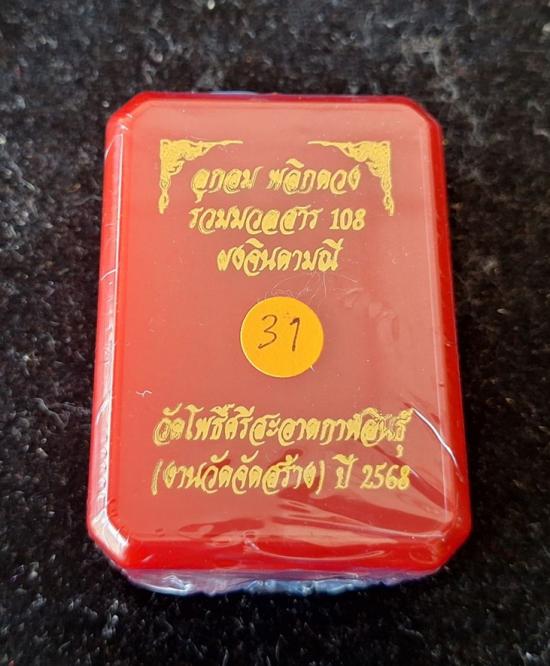 ลูกอม พลิกดวง
รวมมวลสาร 108
ผงจินดามณี
31
วัดโพธิ์ศรีสะอาดกาฬสินธุ์
(งานวัดจัดสร้าง) ปี 2568